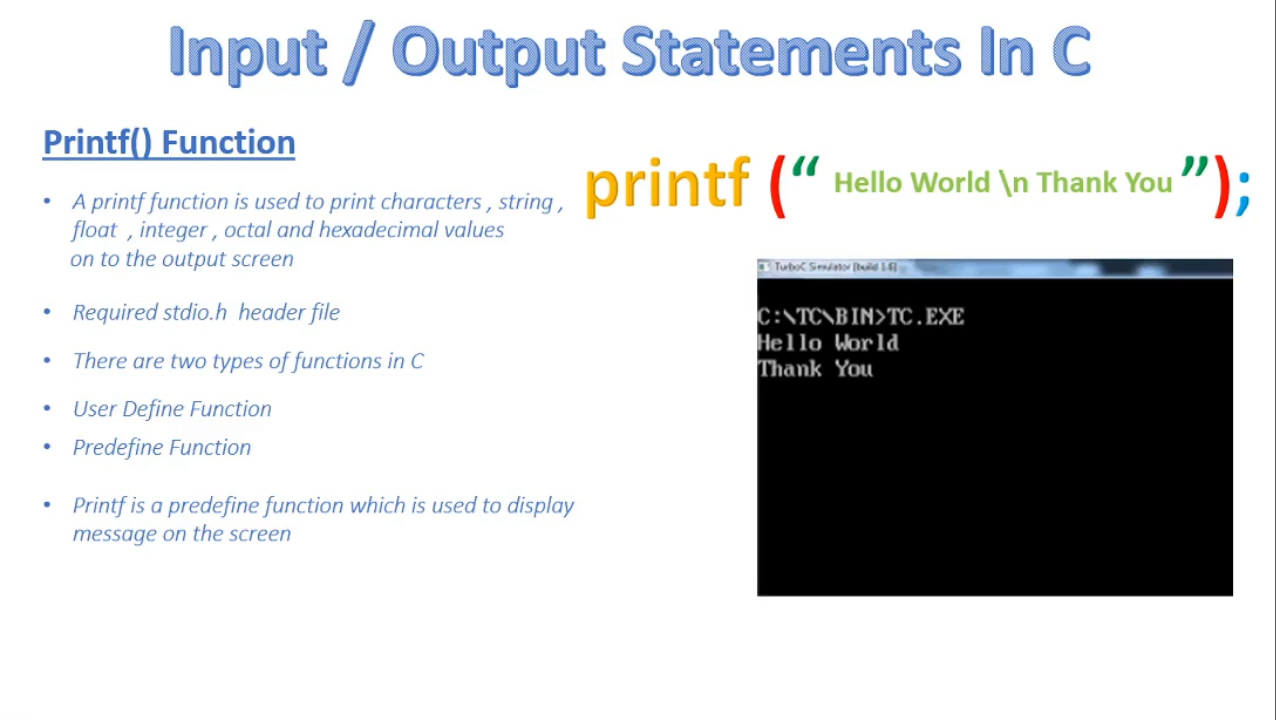 Input / Output Statements In C
Printf() Function
• A printf function is used to print characters , string ,
float , integer , octal and hexadecimal values
on to the output screen
• Required stdio.h header file
• There are two types of functions in C
• User Define Function
• Predefine Function
• Printf is a predefine function which is used to display
message on the screen
printf (“ Hello World \n Thank You ”);
TurboC Simulator [build 1.6]
C:\TC\BIN>TC.EXE
Hello World
Thank You